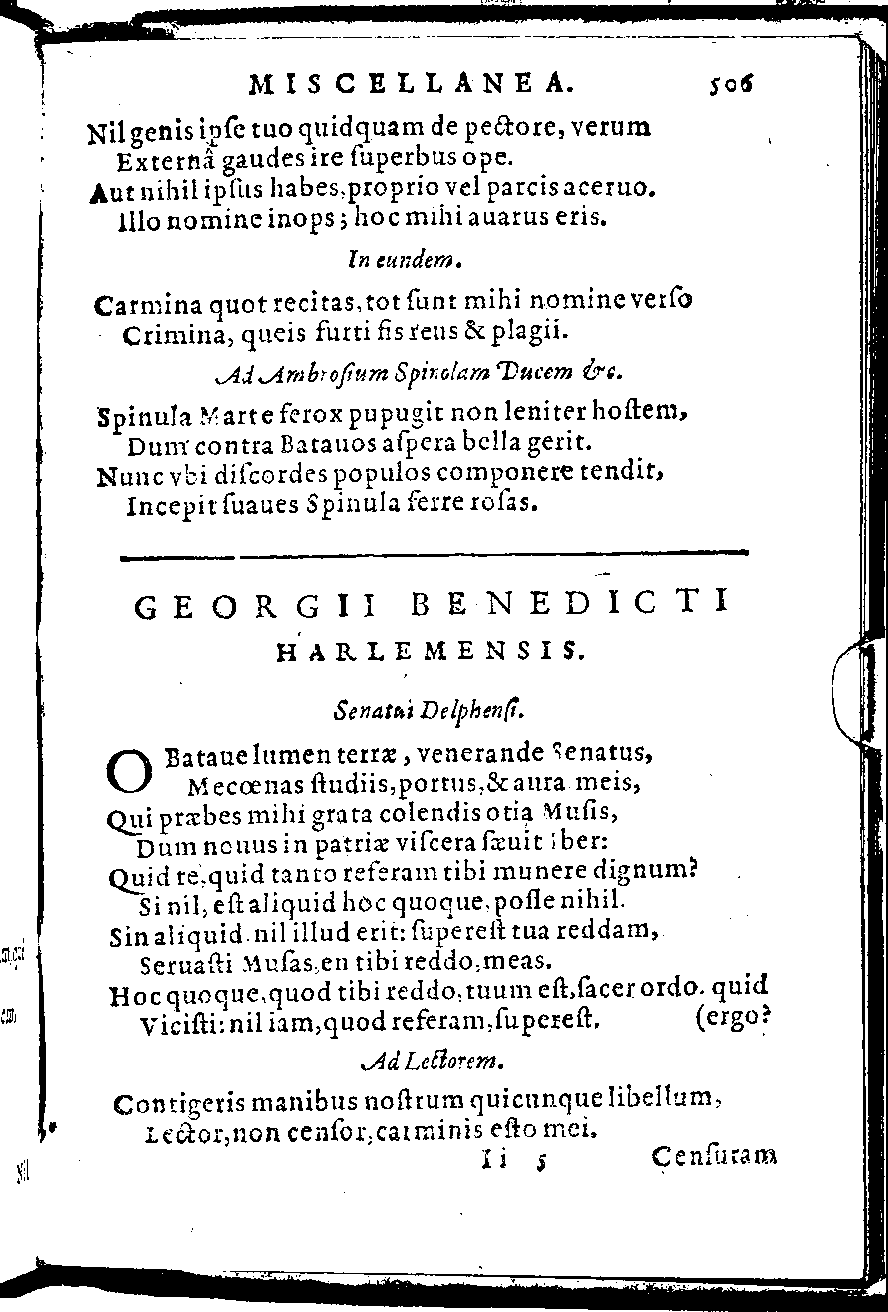 MISCELLANEA. 506
Nil genis ipſe tuo quidquam de pectore, verum
Externâ gaudes ire ſuperbus ope.
Aut nihil ipſus habes, proprio vel parcis aceruo.
Illo nomine inops; hoc mihi auarus eris.
In eundem.
Carmina quot recitas, tot ſunt mihi nomine verſo
Crimina, queis furti fis reus & plagii.
Ad Ambroſium Spinolam Ducem &c.
Spinula Marte ferox pupugit non leniter hoſtem,
Dum contra Batauos aſpera bella gerit.
Nunc vbi diſcordes populos componere tendit,
Incepit ſuaues Spinula ferre roſas.
GEORGII BENEDICTI
HARLEMENSIS.
Senatui Delphenſi.
O Bataue lumen terræ, venerande Senatus,
Mecœnas ſtudiis, portus, & aura meis,
Qui præbes mihi grata colendis otia Muſis,
Dum nouus in patriæ viſcera ſæuit Iber:
Quid re, quid tanto referam tibi munere dignum?
Si nil, eſt aliquid hoc quoque, poſſe nihil.
Sin aliquid. nil illud erit: ſupereſt tua reddam,
Seruaſti Muſas, en tibi reddo, meas.
Hoc quoque, quod tibi reddo, tuum eſt, ſacer ordo. quid
Viciſti: nil iam, quod referam, ſupereſt. (ergo?
Ad Lectorem.
Contigeris manibus noſtrum quicunque libellum,
Lector, non cenſor, carminis eſto mei.
Ii 5 Cenſuram